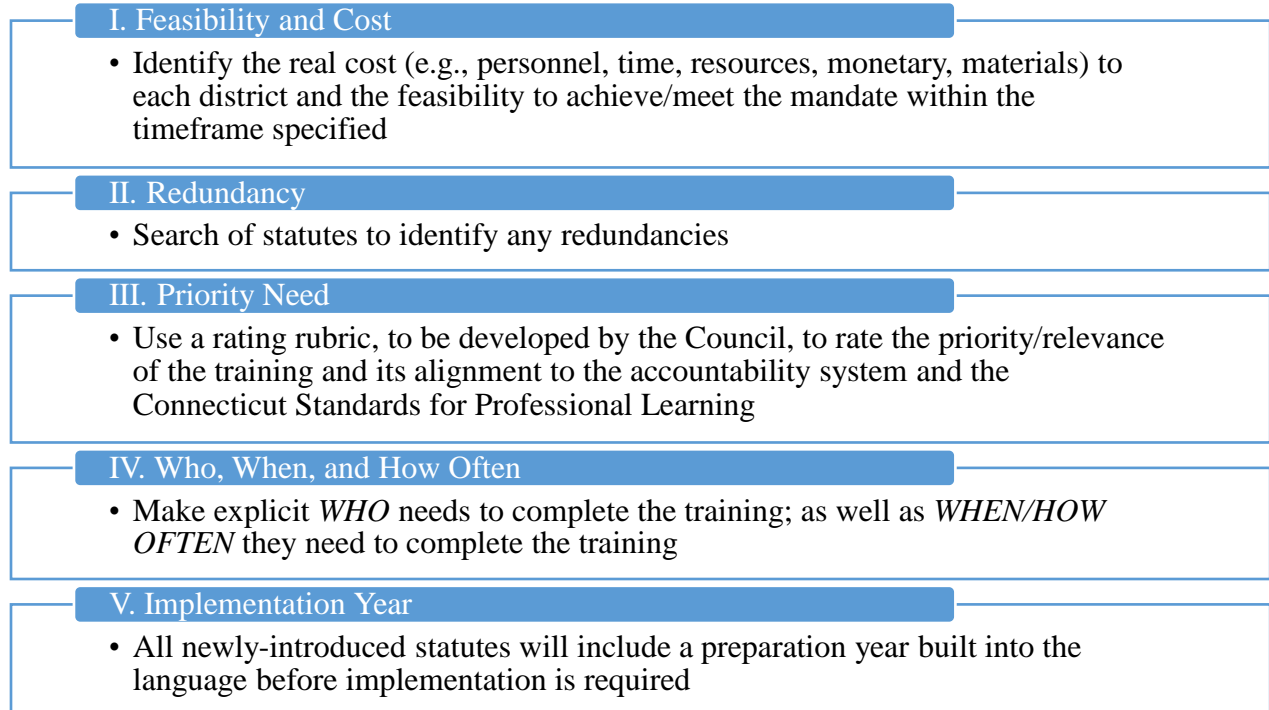 I. Feasibility and Cost
• Identify the real cost (e.g., personnel, time, resources, monetary, materials) to
each district and the feasibility to achieve/meet the mandate within the
timeframe specified
II. Redundancy
• Search of statutes to identify any redundancies
III. Priority Need
• Use a rating rubric, to be developed by the Council, to rate the priority/relevance
of the training and its alignment to the accountability system and the
Connecticut Standards for Professional Learning
IV. Who, When, and How Often
• Make explicit WHO needs to complete the training; as well as WHEN/HOW
OFTEN they need to complete the training
V. Implementation Year
• All newly-introduced statutes will include a preparation year built into the
language before implementation is required